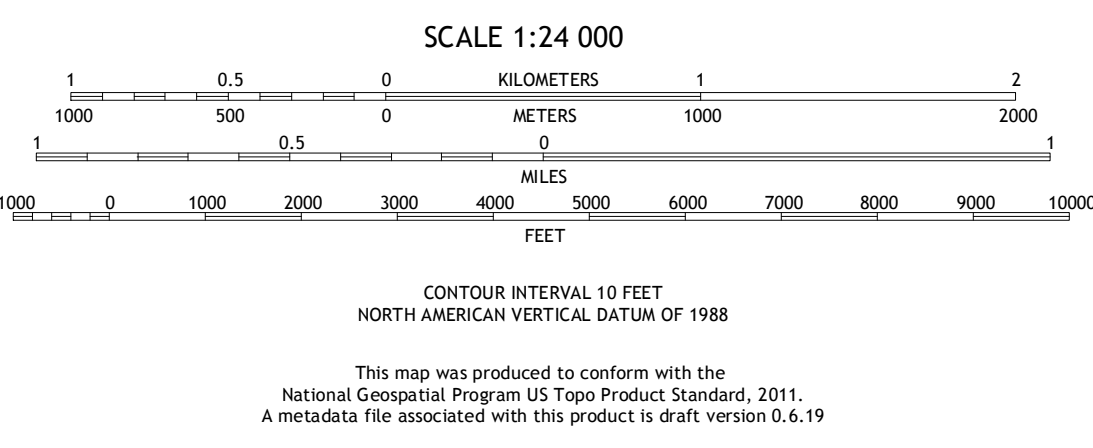 SCALE 1:24 000
1 0.5 0 KILOMETERS 1 2
1000 500 0 METERS 1000 2000
1 0.5 0 1
MILES
1000 0 1000 2000 3000 4000 5000 6000 7000 8000 9000 10000
FEET
CONTOUR INTERVAL 10 FEET
NORTH AMERICAN VERTICAL DATUM OF 1988
This map was produced to conform with the
National Geospatial Program US Topo Product Standard, 2011.
A metadata file associated with this product is draft version 0.6.19